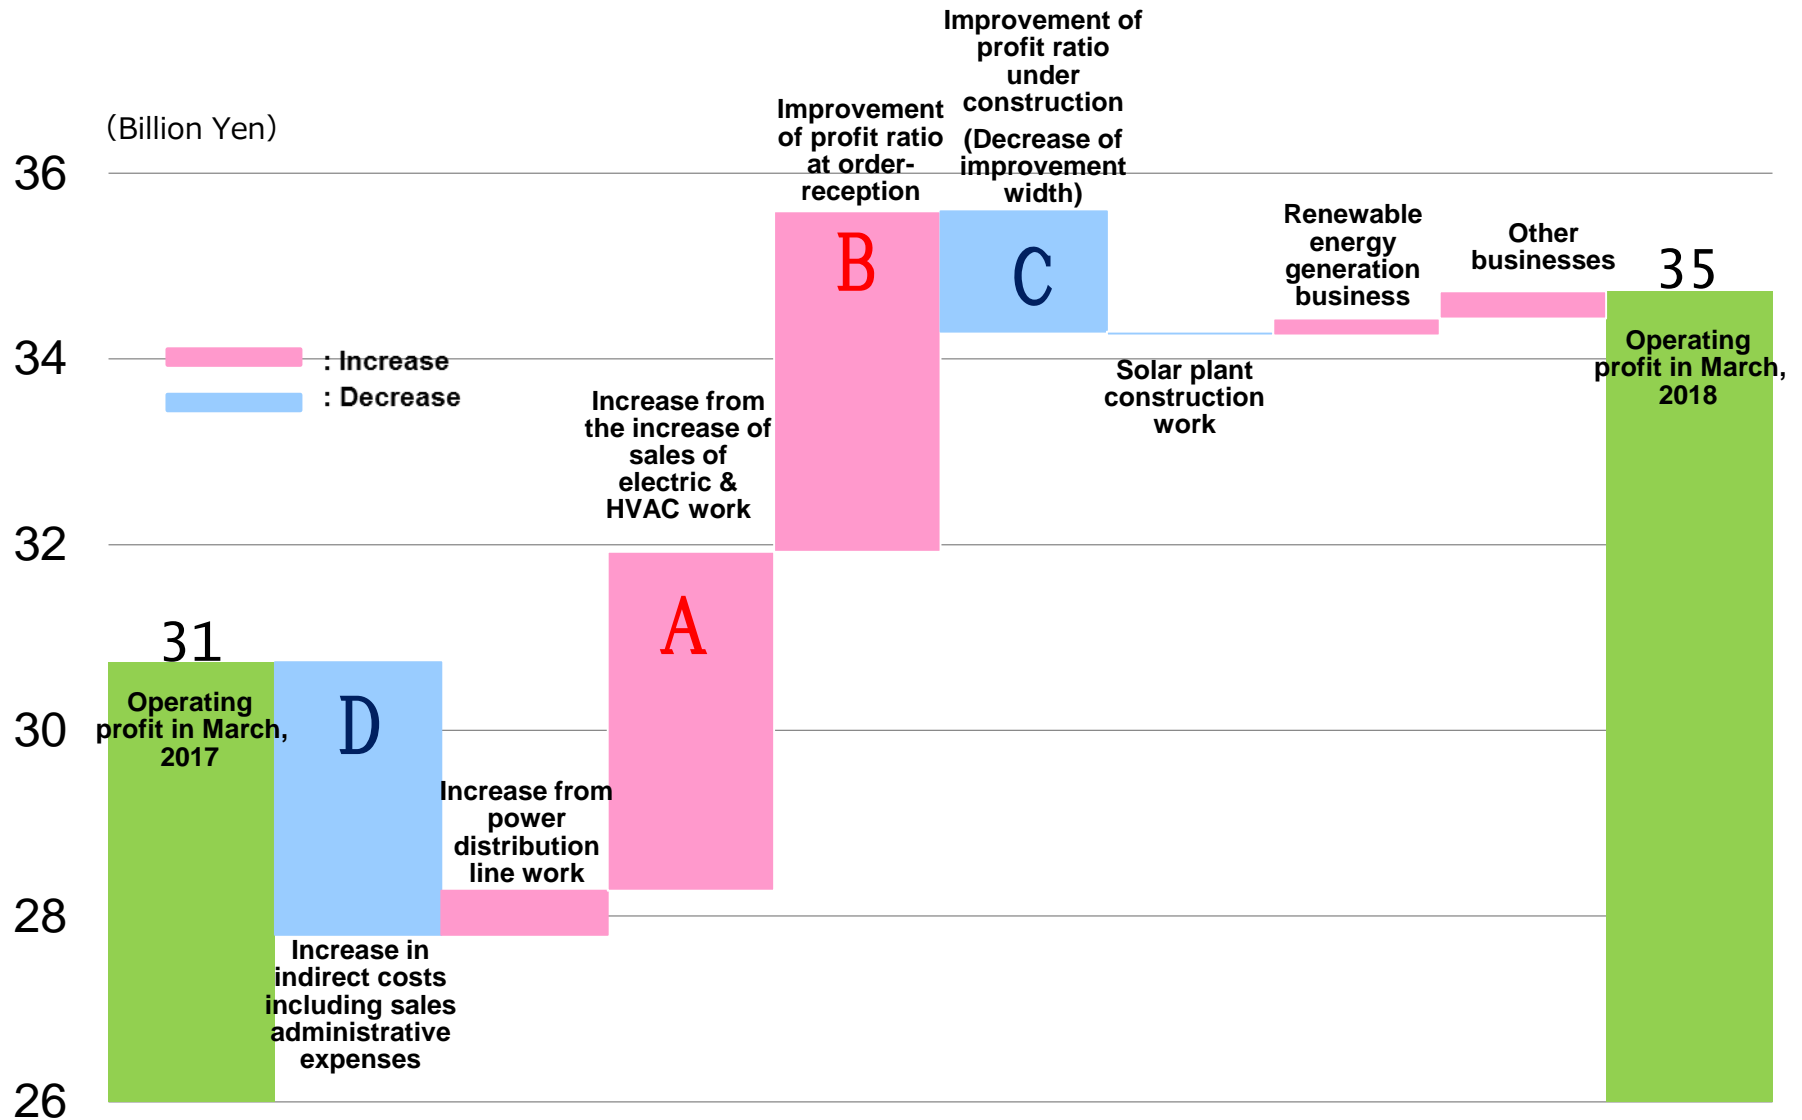 Improvement of
profit ratio
under
construction
(Decrease of
improvement
width)
Improvement
of profit ratio
at order-
reception
（Billion Yen）
36
34
32
30
28
26
: Increase
: Decrease
31
Operating
profit in March,
2017
D
Increase in
indirect costs
including sales
administrative
expenses
Increase from
power
distribution
line work
Increase from
the increase of
sales of
electric &
HVAC work
A
B
C
Solar plant
construction
work
Renewable
energy
generation
business
Other
businesses
35
Operating
profit in March,
2018